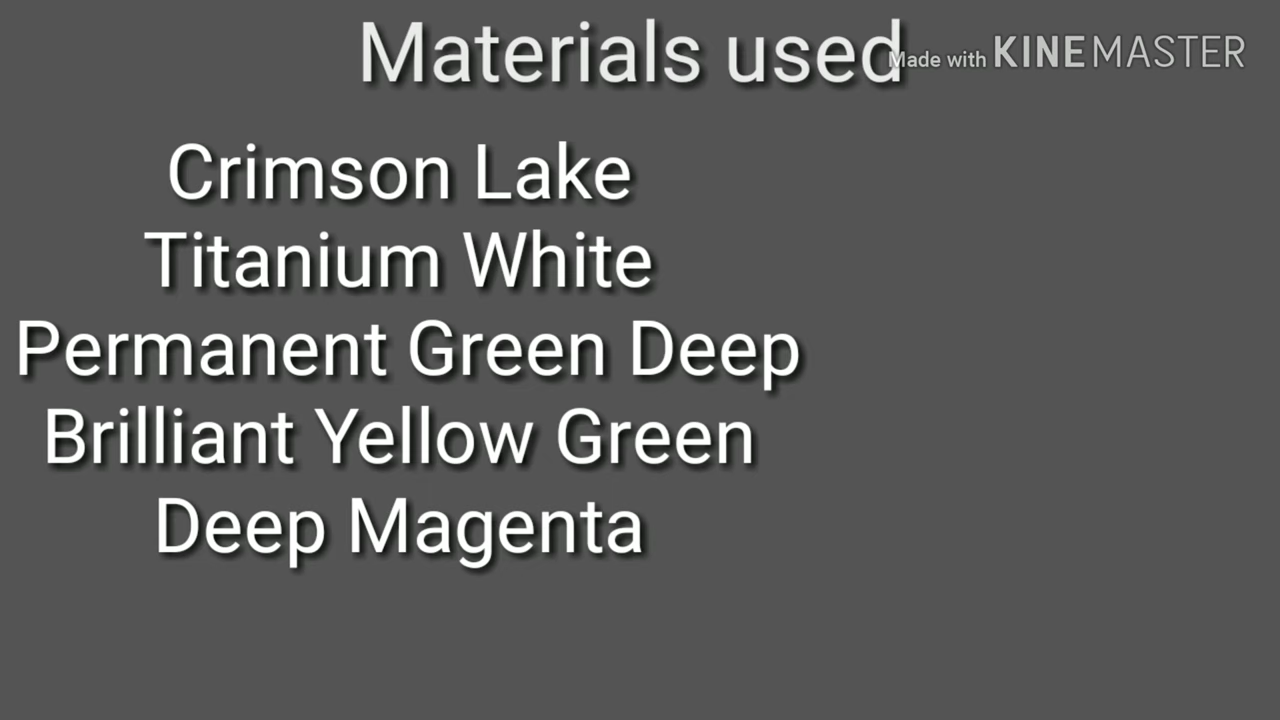 Materials used
Made with KINEMASTER
Crimson Lake
Titanium White
Permanent Green Deep
Brilliant Yellow Green
Deep Magenta